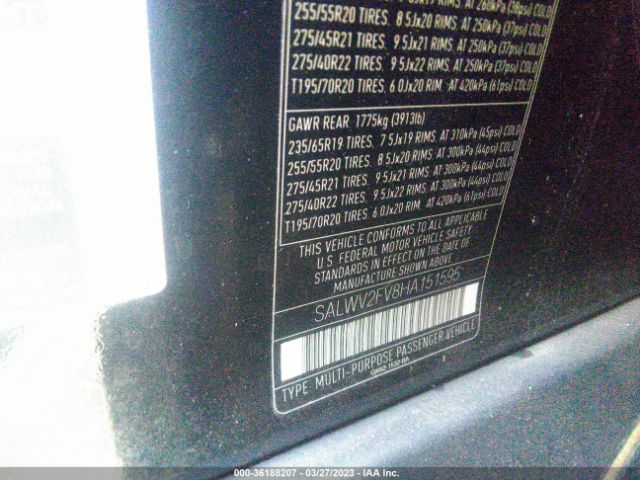 AT 260kPa (38psi) COLD
255/55R20 TIRES. 8 5Jx20 RIMS. AT 250kPa (37psi) COLD
275/45R21 TIRES. 9 5Jx21 RIMS. AT 250kPa (37psi) COLD
275/40R22 TIRES. 9 5Jx22 RIMS. AT 250kPa (37psi) COLD
T195/70R20 TIRES. 6 0Jx20 RIM. AT 420kPa (61psi) COLD
GAWR REAR. 1775kg (3913lb)
235/65R19 TIRES. 7 5Jx19 RIMS. AT 310kPa (45psi) COLD
255/55R20 TIRES. 8 5Jx20 RIMS. AT 300kPa (44psi) COLD
275/45R21 TIRES. 9 5Jx21 RIMS. AT 300kPa (44psi) COLD
275/40R22 TIRES. 9 5Jx22 RIMS. AT 300kPa (44psi) COLD
T195/70R20 TIRES. 6 0Jx20 RIM. AT 420kPa (61psi) COLD
THIS VEHICLE CONFORMS TO ALL APPLICABLE
U.S. FEDERAL MOTOR VEHICLE SAFETY
STANDARDS IN EFFECT ON THE DATE OF
MANUFACTURE SHOWN ABOVE.
SALWV2FV8HA151595
TYPE MULTI-PURPOSE PASSENGER VEHICLE
000-36188207 - 03/27/2023 - IAA Inc.